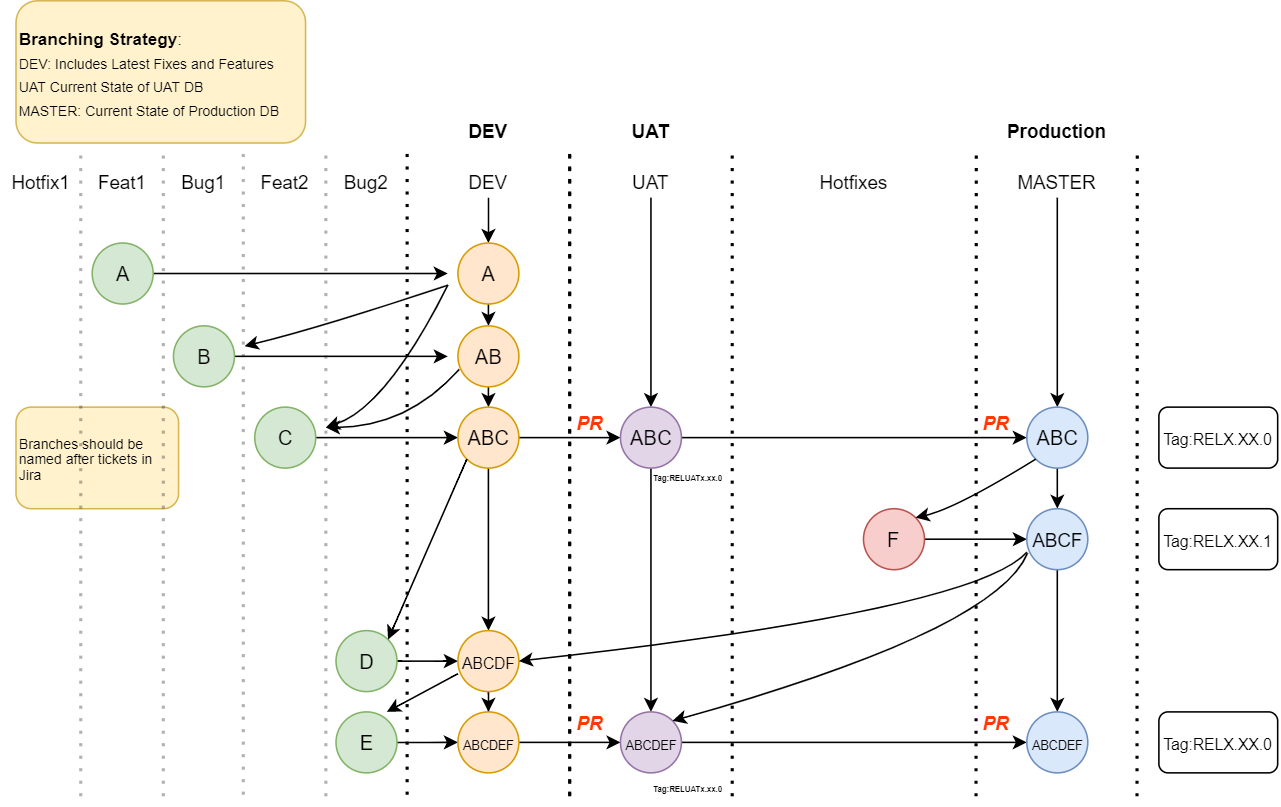 Branching Strategy:
DEV: Includes Latest Fixes and Features
UAT Current State of UAT DB
MASTER: Current State of Production DB
DEV
UAT
Production
Hotfix1
Feat1
Bug1
Feat2
Bug2
DEV
UAT
Hotfixes
MASTER
A
A
B
AB
Branches should be
named after tickets in
Jira
C
ABC
PR
ABC
Tag:RELUATx.xx.0
PR
ABC
Tag:RELX.XX.0
F
ABCF
Tag:RELX.XX.1
D
ABCDF
E
ABCDEF
PR
ABCDEF
Tag:RELUATx.xx.0
PR
ABCDEF
Tag:RELX.XX.0